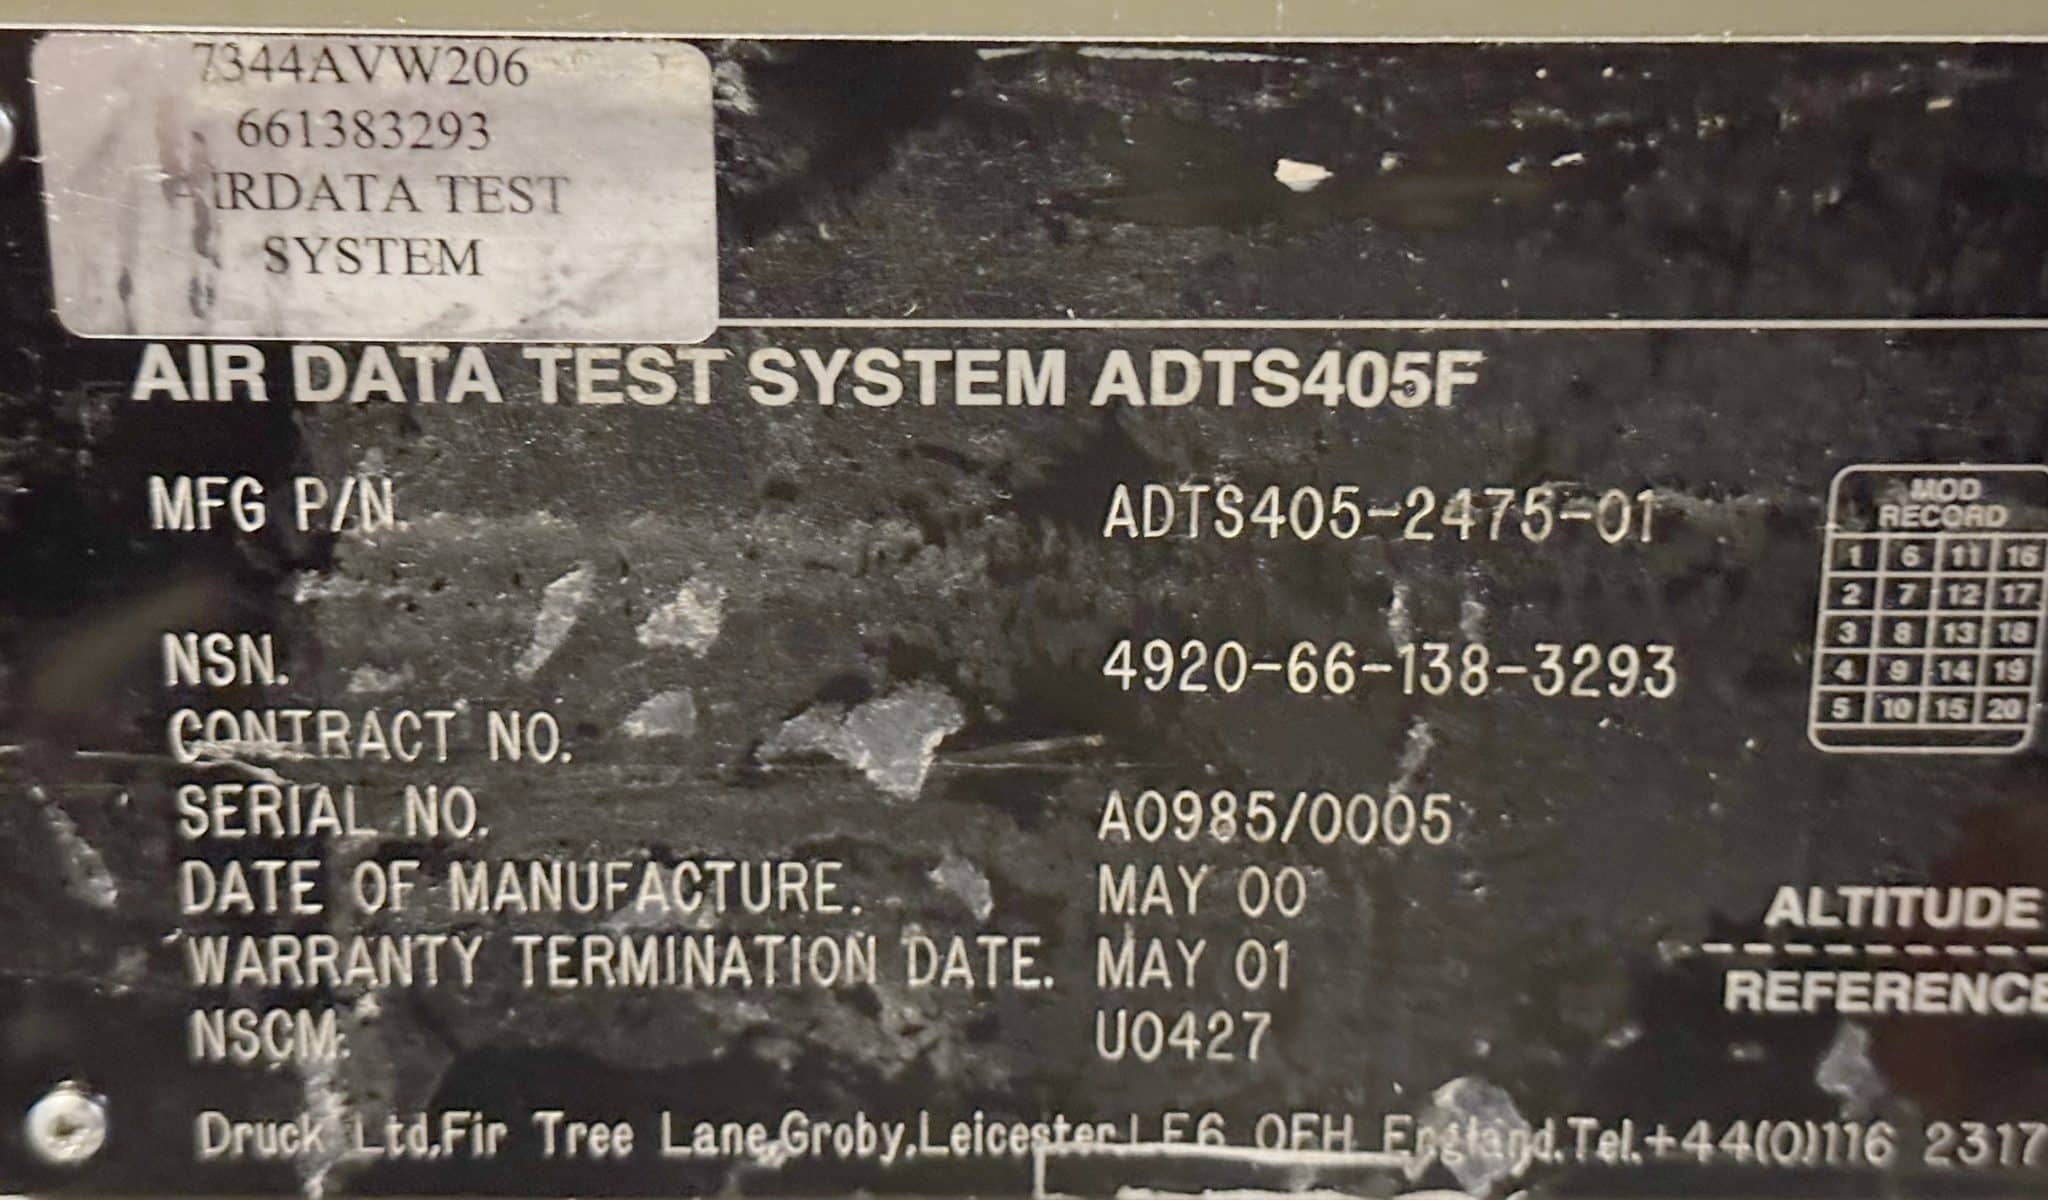 7344AVW206
661383293
AIRDATA TEST
SYSTEM
AIR DATA TEST SYSTEM ADTS405F
MFG P/N. ADTS405-2475-01
NSN. 4920-66-138-3293
CONTRACT NO.
SERIAL NO. A0985/0005
DATE OF MANUFACTURE. MAY 00
WARRANTY TERMINATION DATE. MAY 01
NSCM. U0427
Druck Ltd,Fir Tree Lane,Groby,Leicester,LE6 0FH England.Tel.+44(0)116 2317
MOD
RECORD
1 6 11 16
2 7 12 17
3 8 13 18
4 9 14 19
5 10 15 20
ALTITUDE
REFERENCE